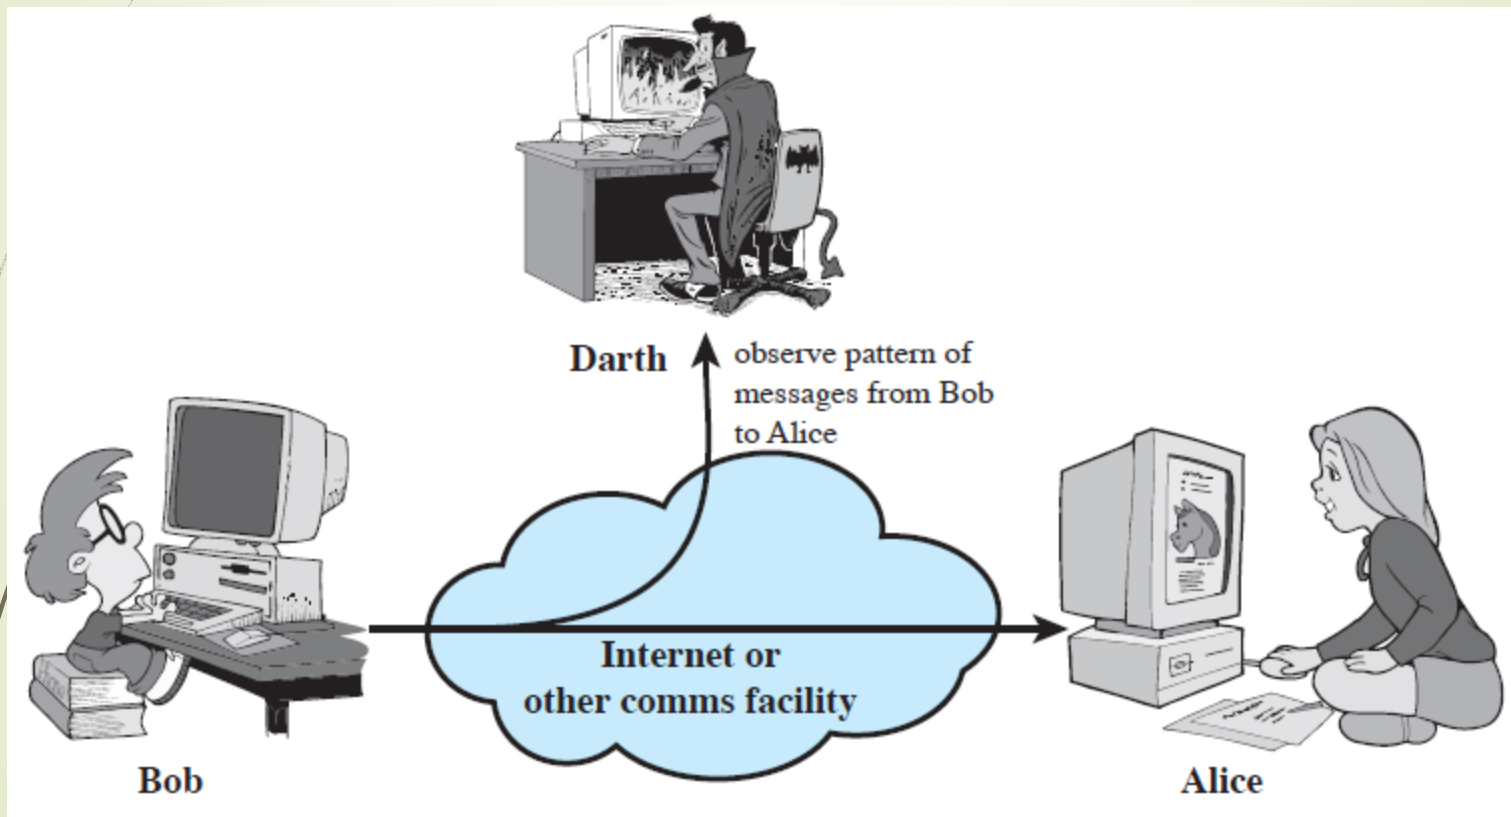 Darth
observe pattern of
messages from Bob
to Alice
Internet or
other comms facility
Bob
Alice